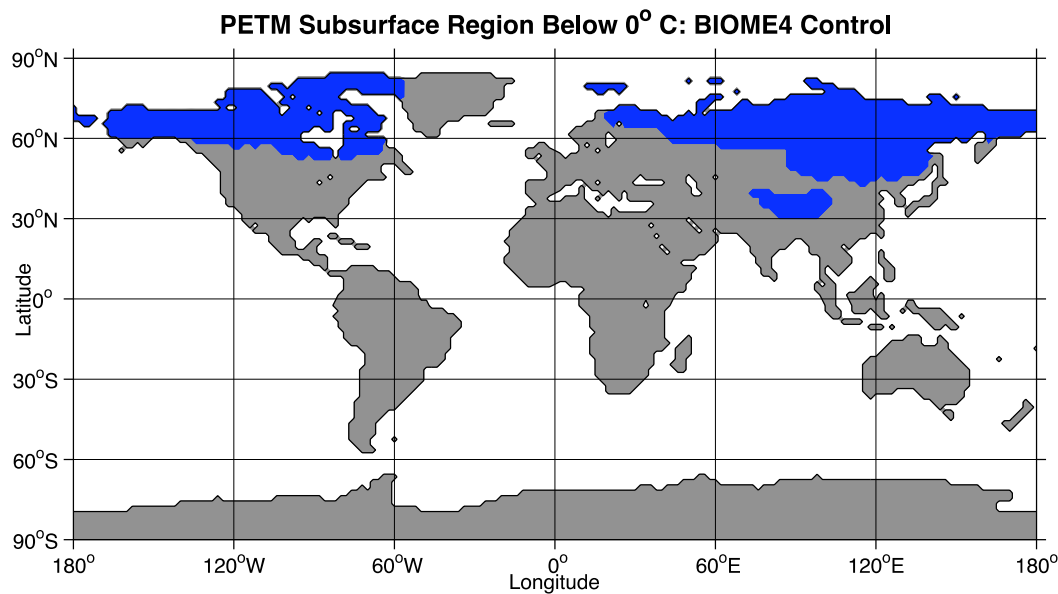 PETM Subsurface Region Below 0° C: BIOME4 Control
90°N
60°N
30°N
0°
30°S
60°S
90°S
Latitude
180°
120°W
60°W
0°
60°E
120°E
180°
Longitude